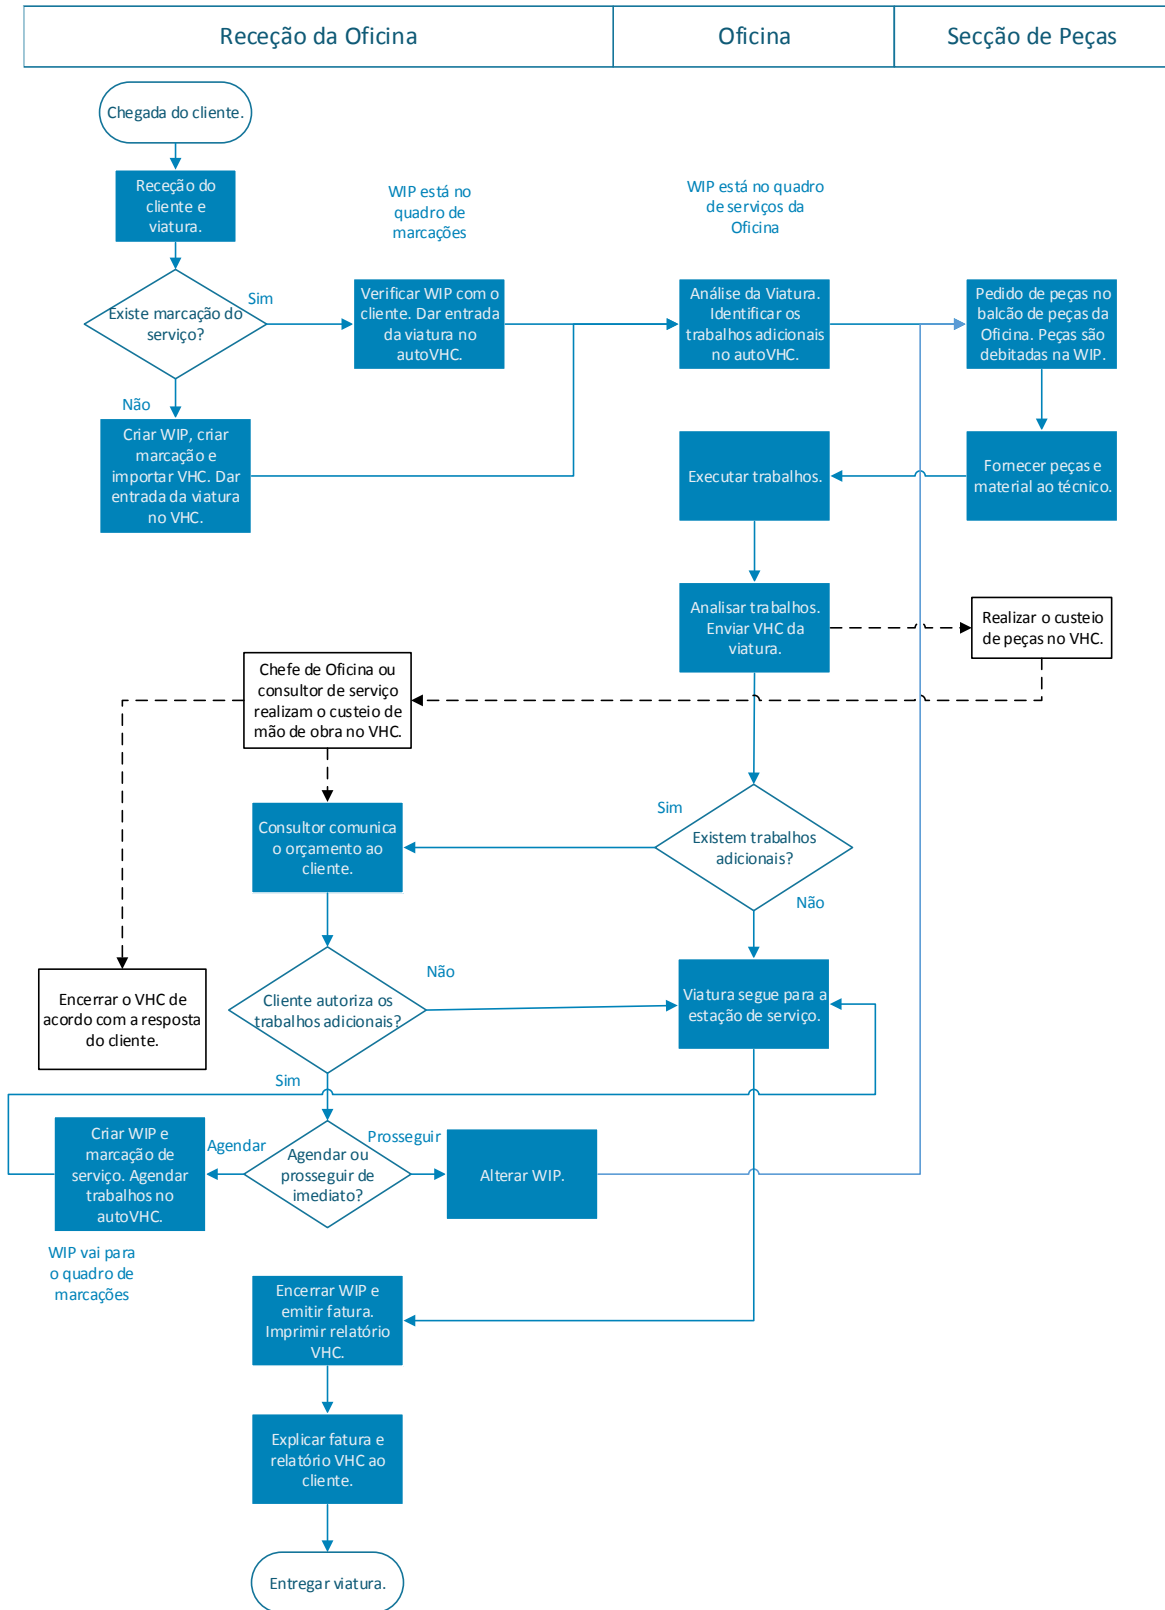 Receção da Oficina
Oficina
Secção de Peças
Chegada do cliente.
Receção do
cliente e
viatura.
WIP está no
quadro de
marcações
WIP está no quadro
de serviços da
Oficina
Existe marcação do
serviço?
Sim
Não
Verificar WIP com o
cliente. Dar entrada
da viatura no
autoVHC.
Análise da Viatura.
Identificar os
trabalhos adicionais
no autoVHC.
Pedido de peças no
balcão de peças da
Oficina. Peças são
debitadas na WIP.
Criar WIP, criar
marcação e
importar VHC. Dar
entrada da viatura
no VHC.
Executar trabalhos.
Fornecer peças e
material ao técnico.
Analisar trabalhos.
Enviar VHC da
viatura.
Realizar o custeio
de peças no VHC.
Chefe de Oficina ou
consultor de serviço
realizam o custeio de
mão de obra no VHC.
Sim
Existem trabalhos
adicionais?
Não
Consultor comunica
o orçamento ao
cliente.
Encerrar o VHC de
acordo com a resposta
do cliente.
Cliente autoriza os
trabalhos adicionais?
Não
Sim
Viatura segue para a
estação de serviço.
Criar WIP e
marcação de
serviço. Agendar
trabalhos no
autoVHC.
Agendar
Agendar ou
prosseguir de
imediato?
Prosseguir
Alterar WIP.
WIP vai para
o quadro de
marcações
Encerrar WIP e
emitir fatura.
Imprimir relatório
VHC.
Explicar fatura e
relatório VHC ao
cliente.
Entregar viatura.